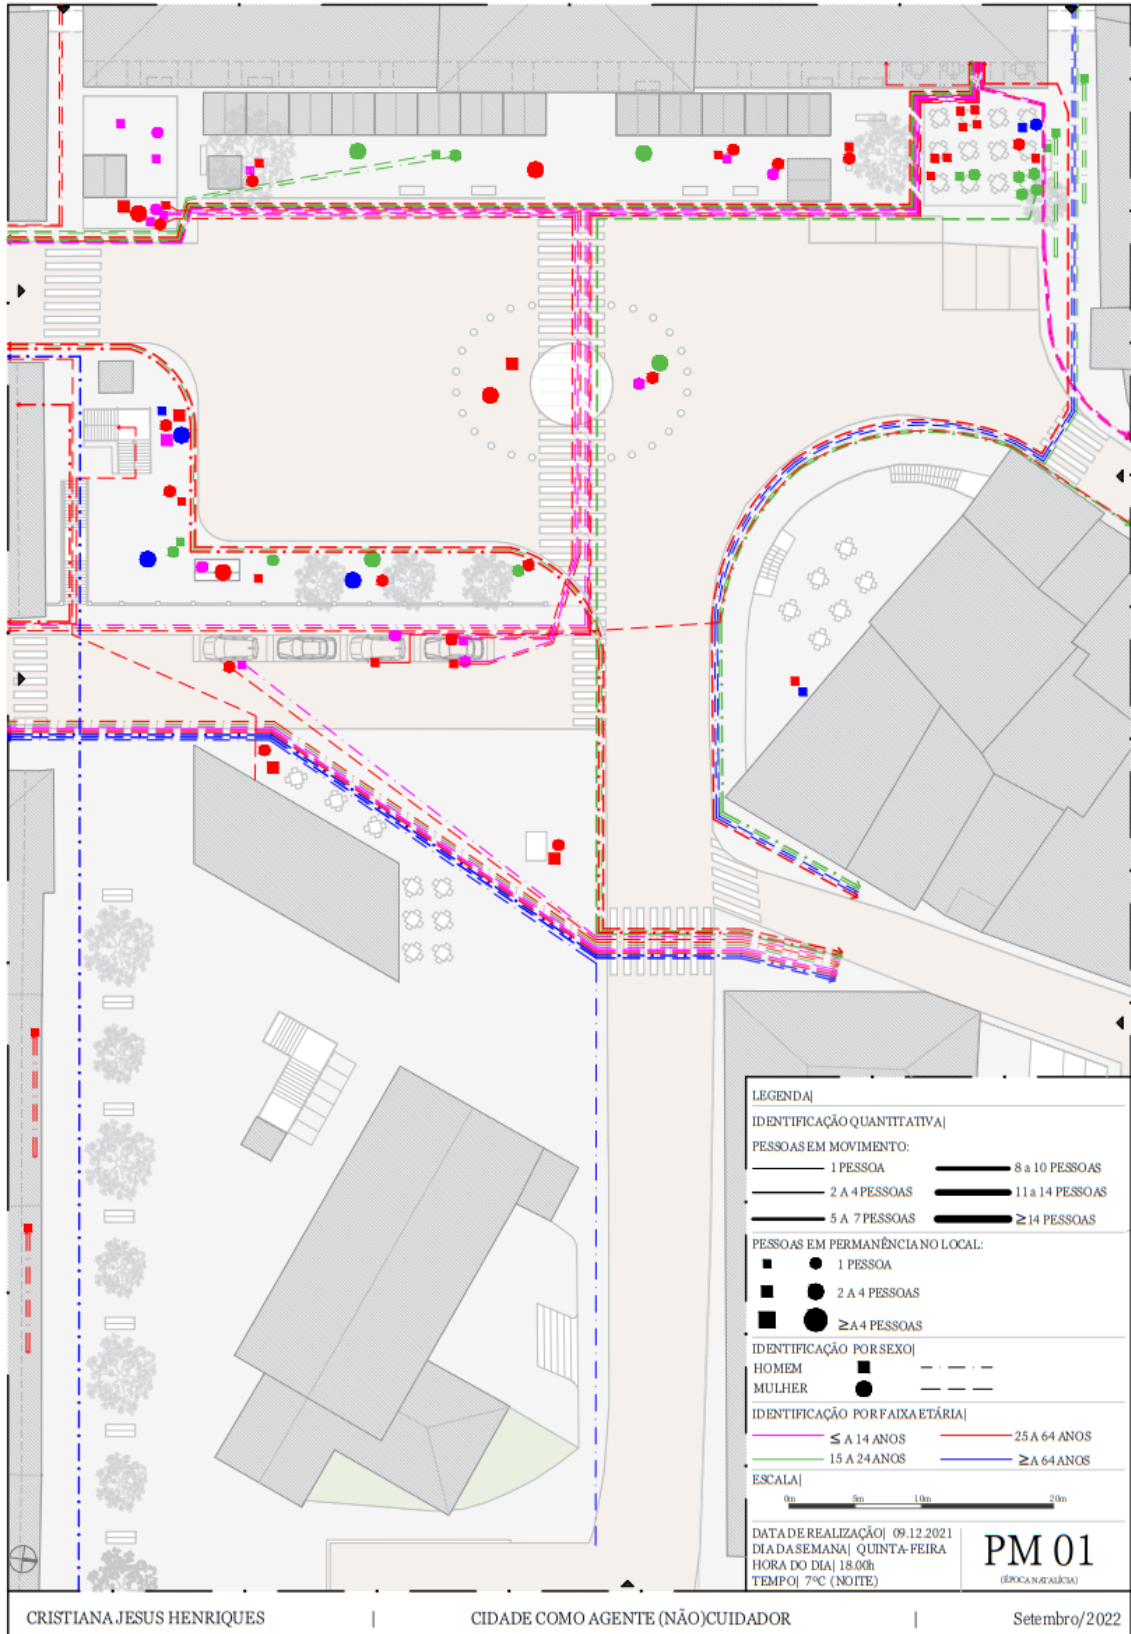 LEGENDA|
IDENTIFICAÇÃO QUANTITATIVA|
PESSOAS EM MOVIMENTO:
1 PESSOA 8 a 10 PESSOAS
2 A 4 PESSOAS 11 a 14 PESSOAS
5 A 7 PESSOAS ≥14 PESSOAS
PESSOAS EM PERMANÊNCIA NO LOCAL:
1 PESSOA
2 A 4 PESSOAS
≥A 4 PESSOAS
IDENTIFICAÇÃO POR SEXO|
HOMEM
MULHER
IDENTIFICAÇÃO POR FAIXA ETÁRIA|
≤ A 14 ANOS 25 A 64 ANOS
15 A 24 ANOS ≥A 64 ANOS
ESCALA|
0m 5m 10m 20m
DATA DE REALIZAÇÃO| 09.12.2021
DIA DA SEMANA| QUINTA-FEIRA
HORA DO DIA| 18.00h
TEMPO| 7ºC (NOITE)
PM 01
(ÉPOCA NATALÍCIA)
CRISTIANA JESUS HENRIQUES | CIDADE COMO AGENTE (NÃO)CUIDADOR | Setembro/2022